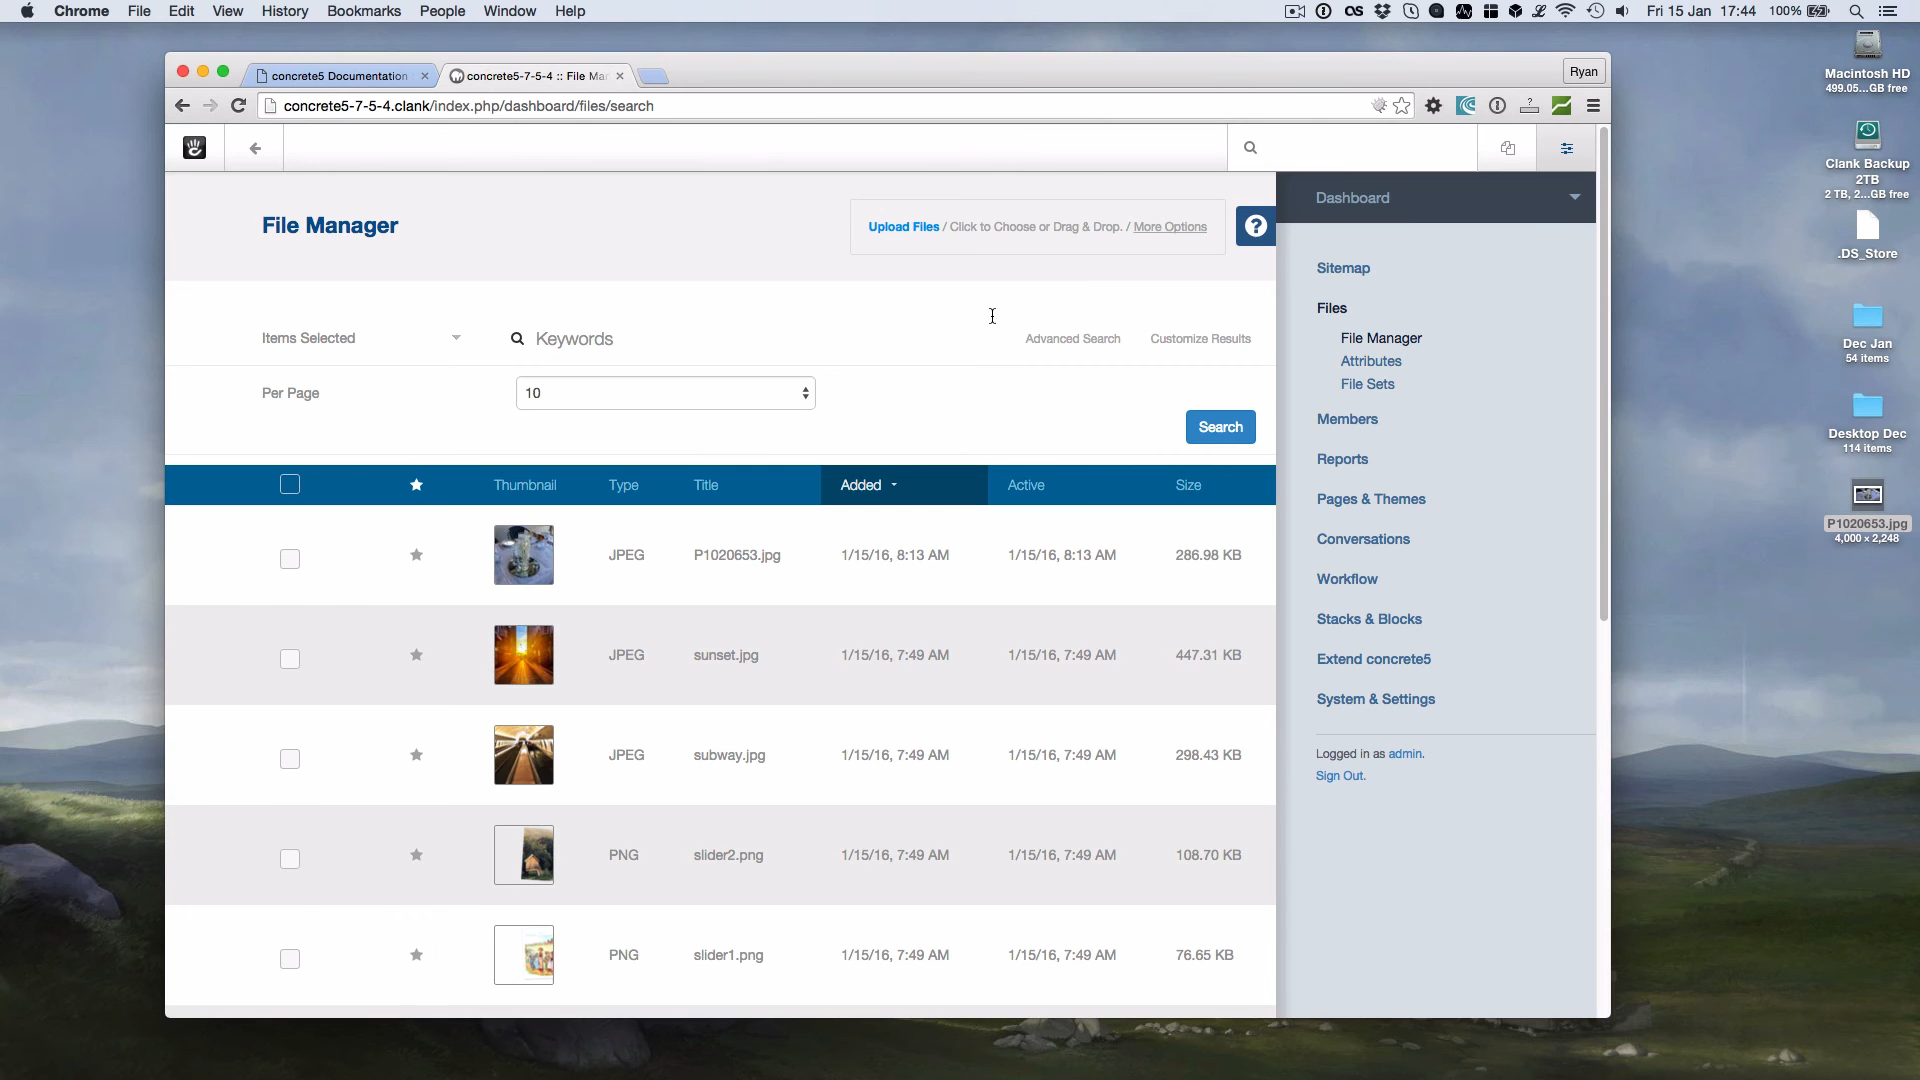 Chrome File Edit View History Bookmarks People Window Help
Fri 15 Jan 17:44 100%
concrete5 Documentation
concrete5-7-5-4 :: File Ma
Ryan
concrete5-7-5-4.clank/index.php/dashboard/files/search
File Manager
Upload Files / Click to Choose or Drag & Drop. / More Options
?
Items Selected
Keywords
Advanced Search
Customize Results
Per Page
10
Search
Thumbnail Type Title Added Active Size
JPEG P1020653.jpg 1/15/16, 8:13 AM 1/15/16, 8:13 AM 286.98 KB
JPEG sunset.jpg 1/15/16, 7:49 AM 1/15/16, 7:49 AM 447.31 KB
JPEG subway.jpg 1/15/16, 7:49 AM 1/15/16, 7:49 AM 298.43 KB
PNG slider2.png 1/15/16, 7:49 AM 1/15/16, 7:49 AM 108.70 KB
PNG slider1.png 1/15/16, 7:49 AM 1/15/16, 7:49 AM 76.65 KB
Dashboard
Sitemap
Files
File Manager
Attributes
File Sets
Members
Reports
Pages & Themes
Conversations
Workflow
Stacks & Blocks
Extend concrete5
System & Settings
Logged in as admin.
Sign Out.
Macintosh HD
499.05...GB free
Clank Backup
2TB
2 TB, 2...GB free
.DS_Store
Dec Jan
54 items
Desktop Dec
114 items
P1020653.jpg
4,000 × 2,248